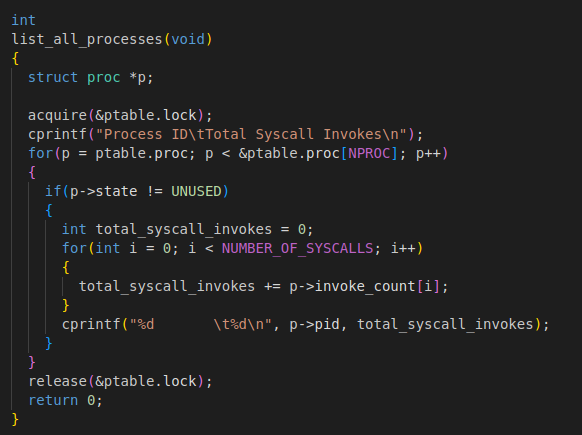 int
list_all_processes(void)
{
  struct proc *p;

  acquire(&ptable.lock);
  cprintf("Process ID\tTotal Syscall Invokes\n");
  for(p = ptable.proc; p < &ptable.proc[NPROC]; p++)
  {
    if(p->state != UNUSED)
    {
      int total_syscall_invokes = 0;
      for(int i = 0; i < NUMBER_OF_SYSCALLS; i++)
      {
        total_syscall_invokes += p->invoke_count[i];
      }
      cprintf("%d       \t%d\n", p->pid, total_syscall_invokes);
    }
  }
  release(&ptable.lock);
  return 0;
}